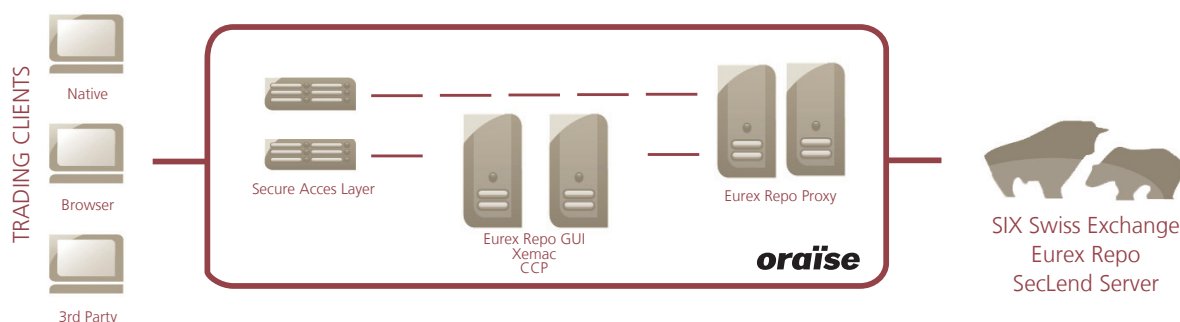 TRADING CLIENTS
Native
Browser
3rd Party
Secure Acces Layer
Eurex Repo GUI
Xemac
CCP
Eurex Repo Proxy
oraïse
SIX Swiss Exchange
Eurex Repo
SecLend Server